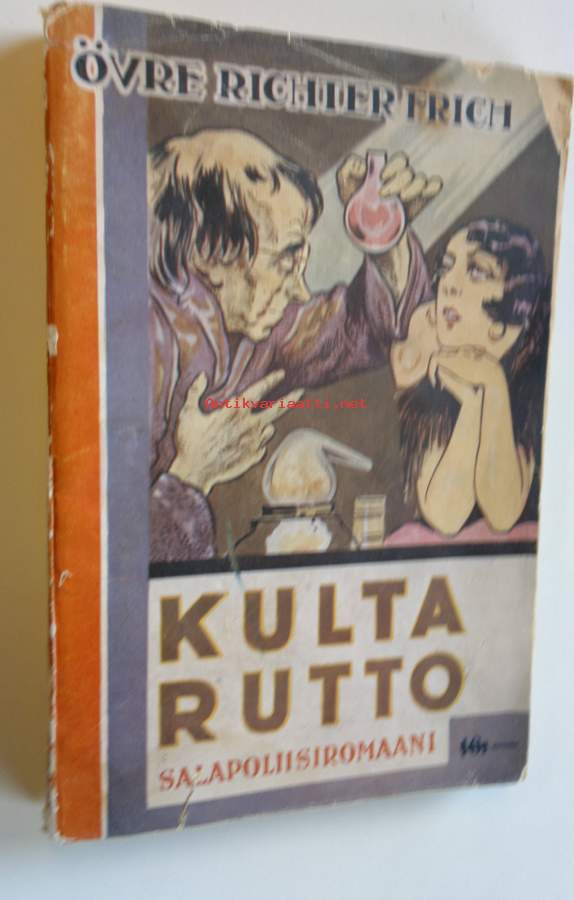 ÖVRE RICHTER FRICH
Antikvariaatti.net
KULTA
RUTTO
SALAPOLIISIROMAANI